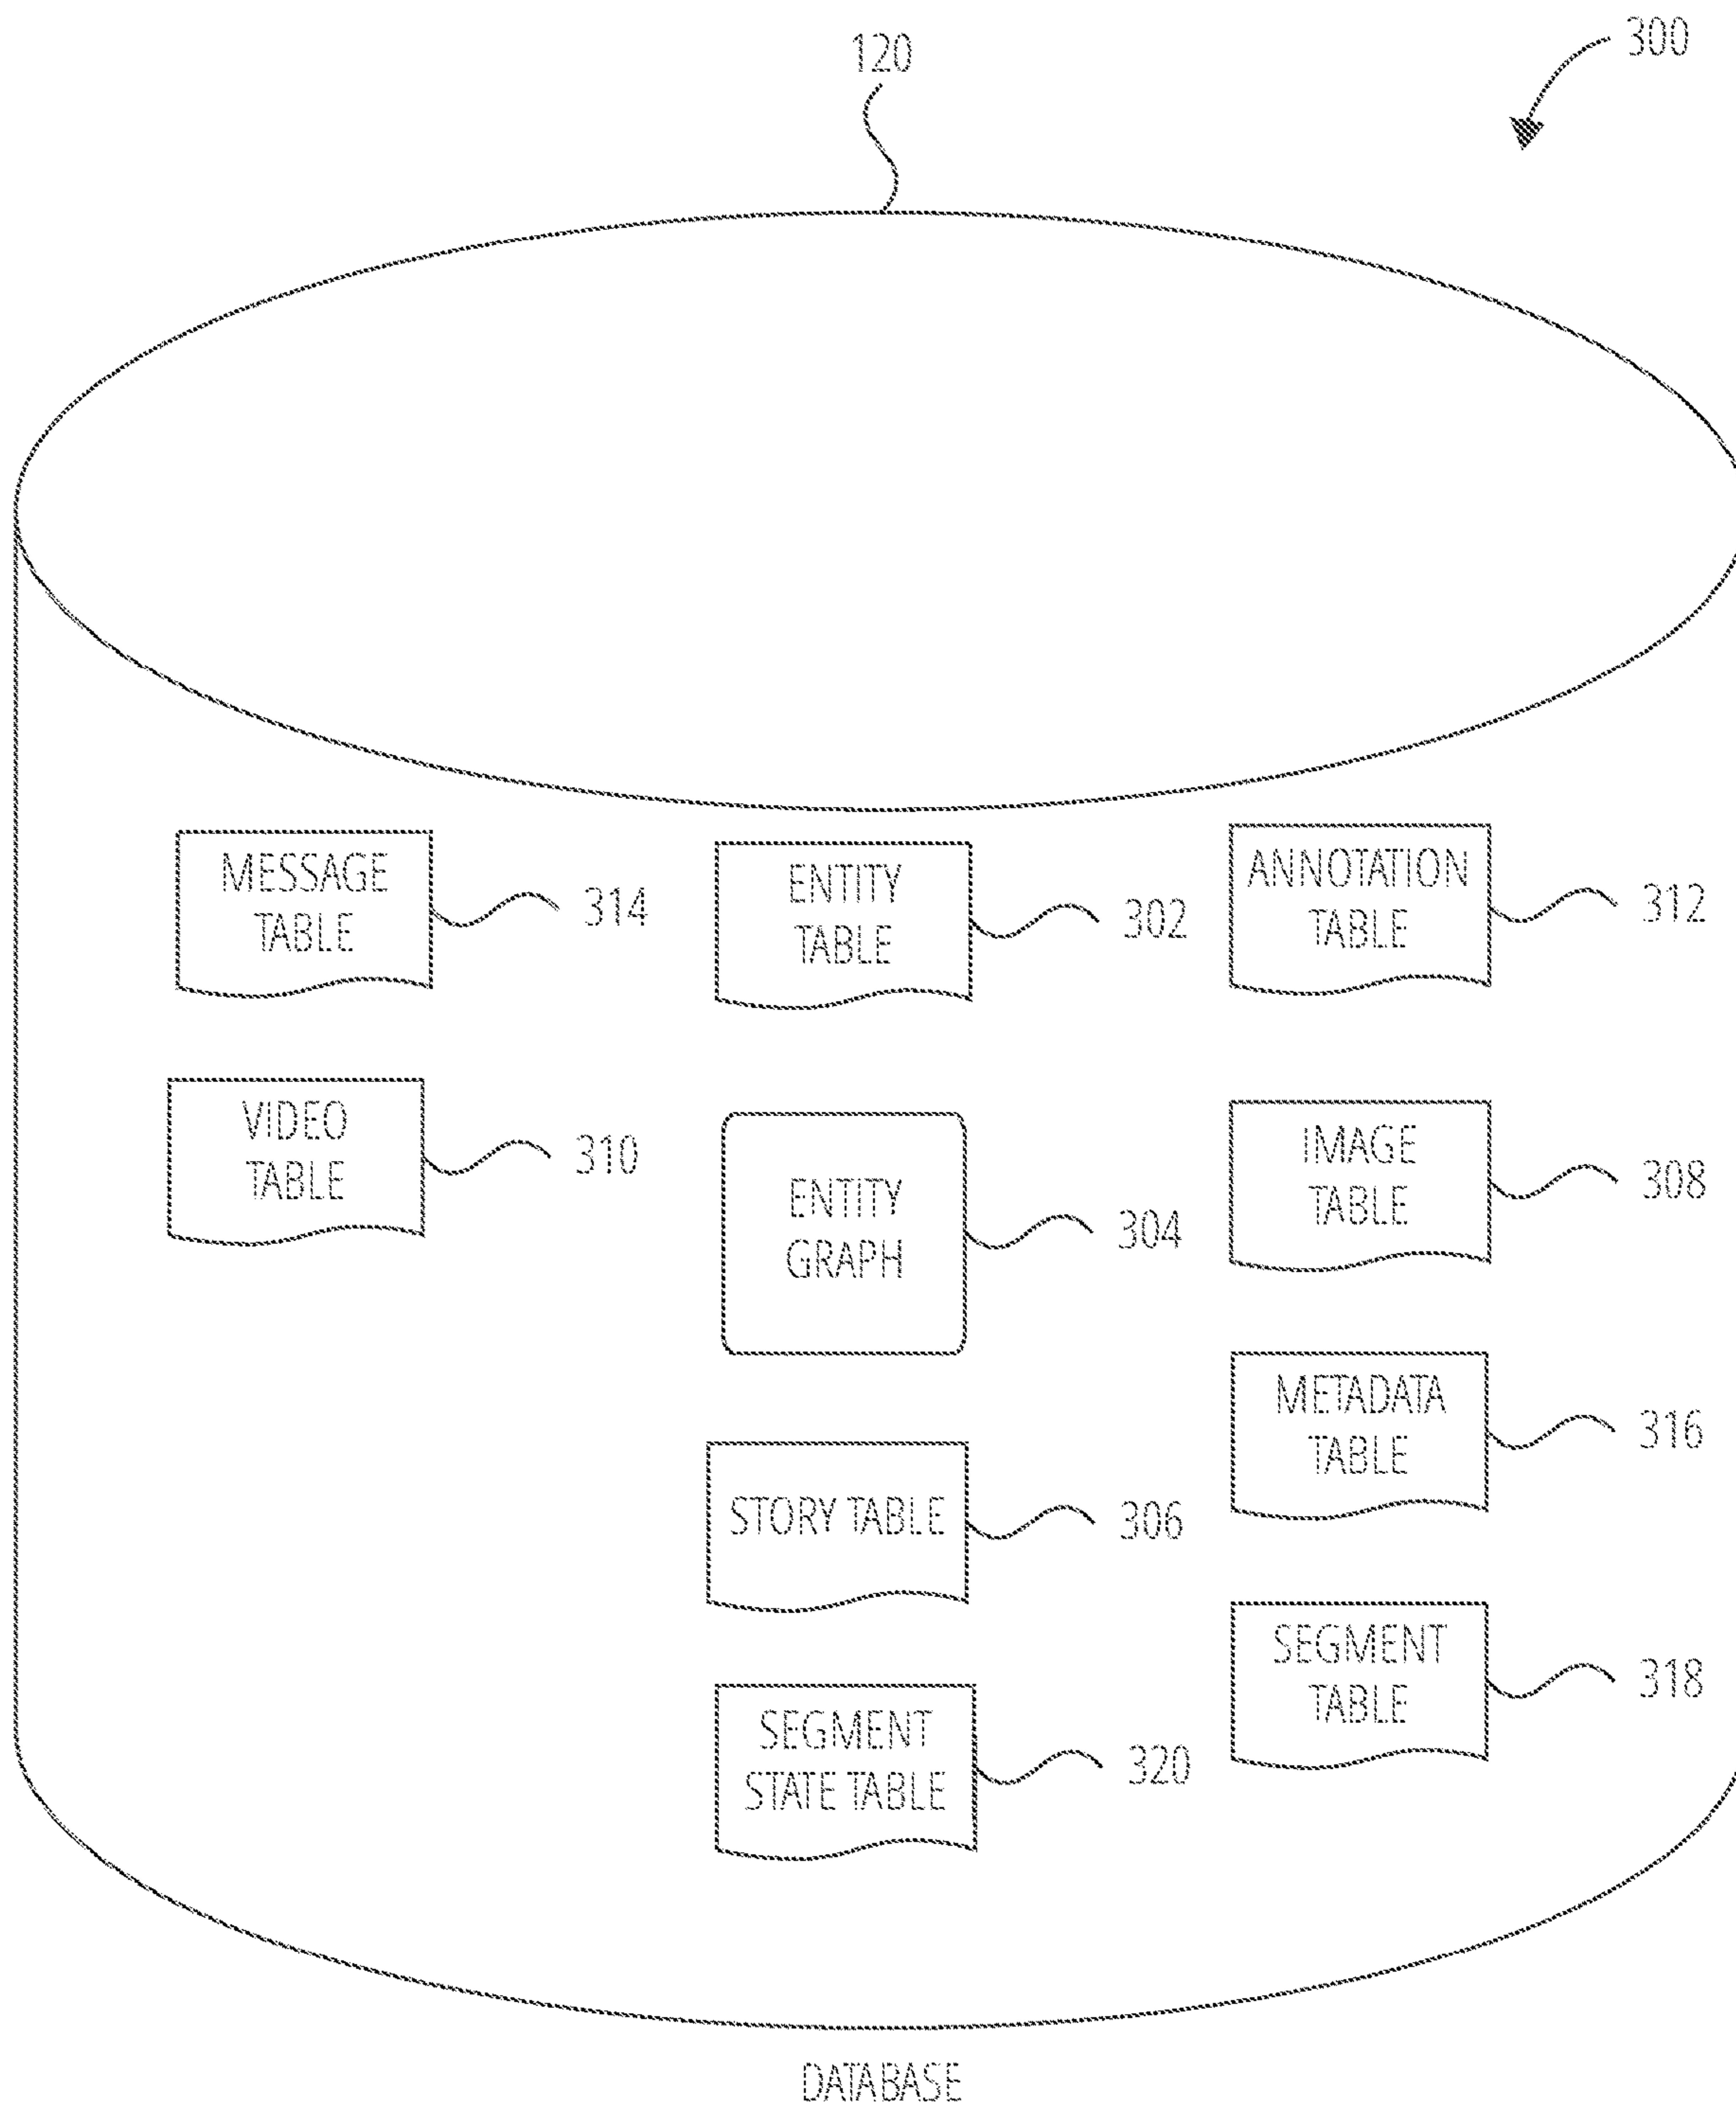 120
300
MESSAGE
TABLE
314
ENTITY
TABLE
302
ANNOTATION
TABLE
312
VIDEO
TABLE
310
ENTITY
GRAPH
304
IMAGE
TABLE
308
METADATA
TABLE
316
STORY TABLE
306
SEGMENT
TABLE
318
SEGMENT
STATE TABLE
320
DATABASE